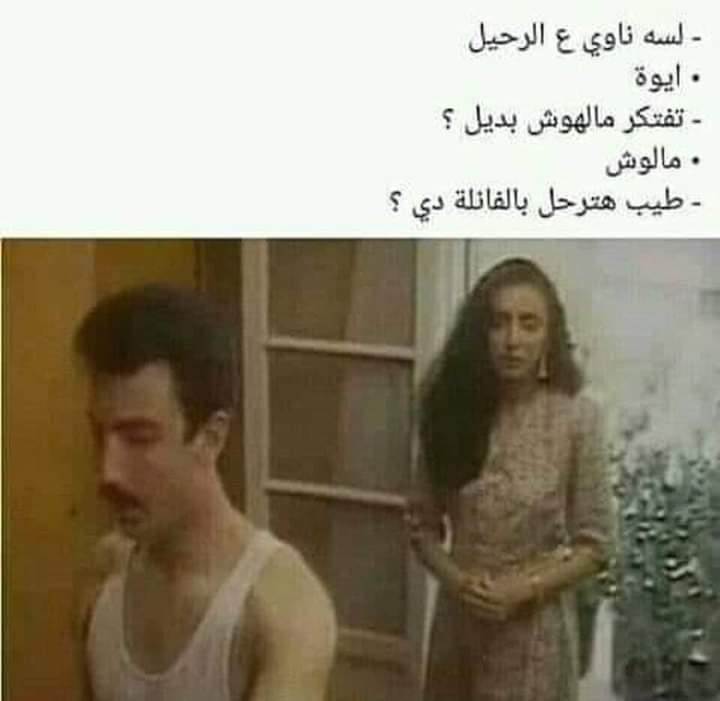 - لسه ناوي ع الرحيل
• ايوة
- تفتكر مالهوش بديل ؟
• مالوش
- طيب هترحل بالفانلة دي ؟